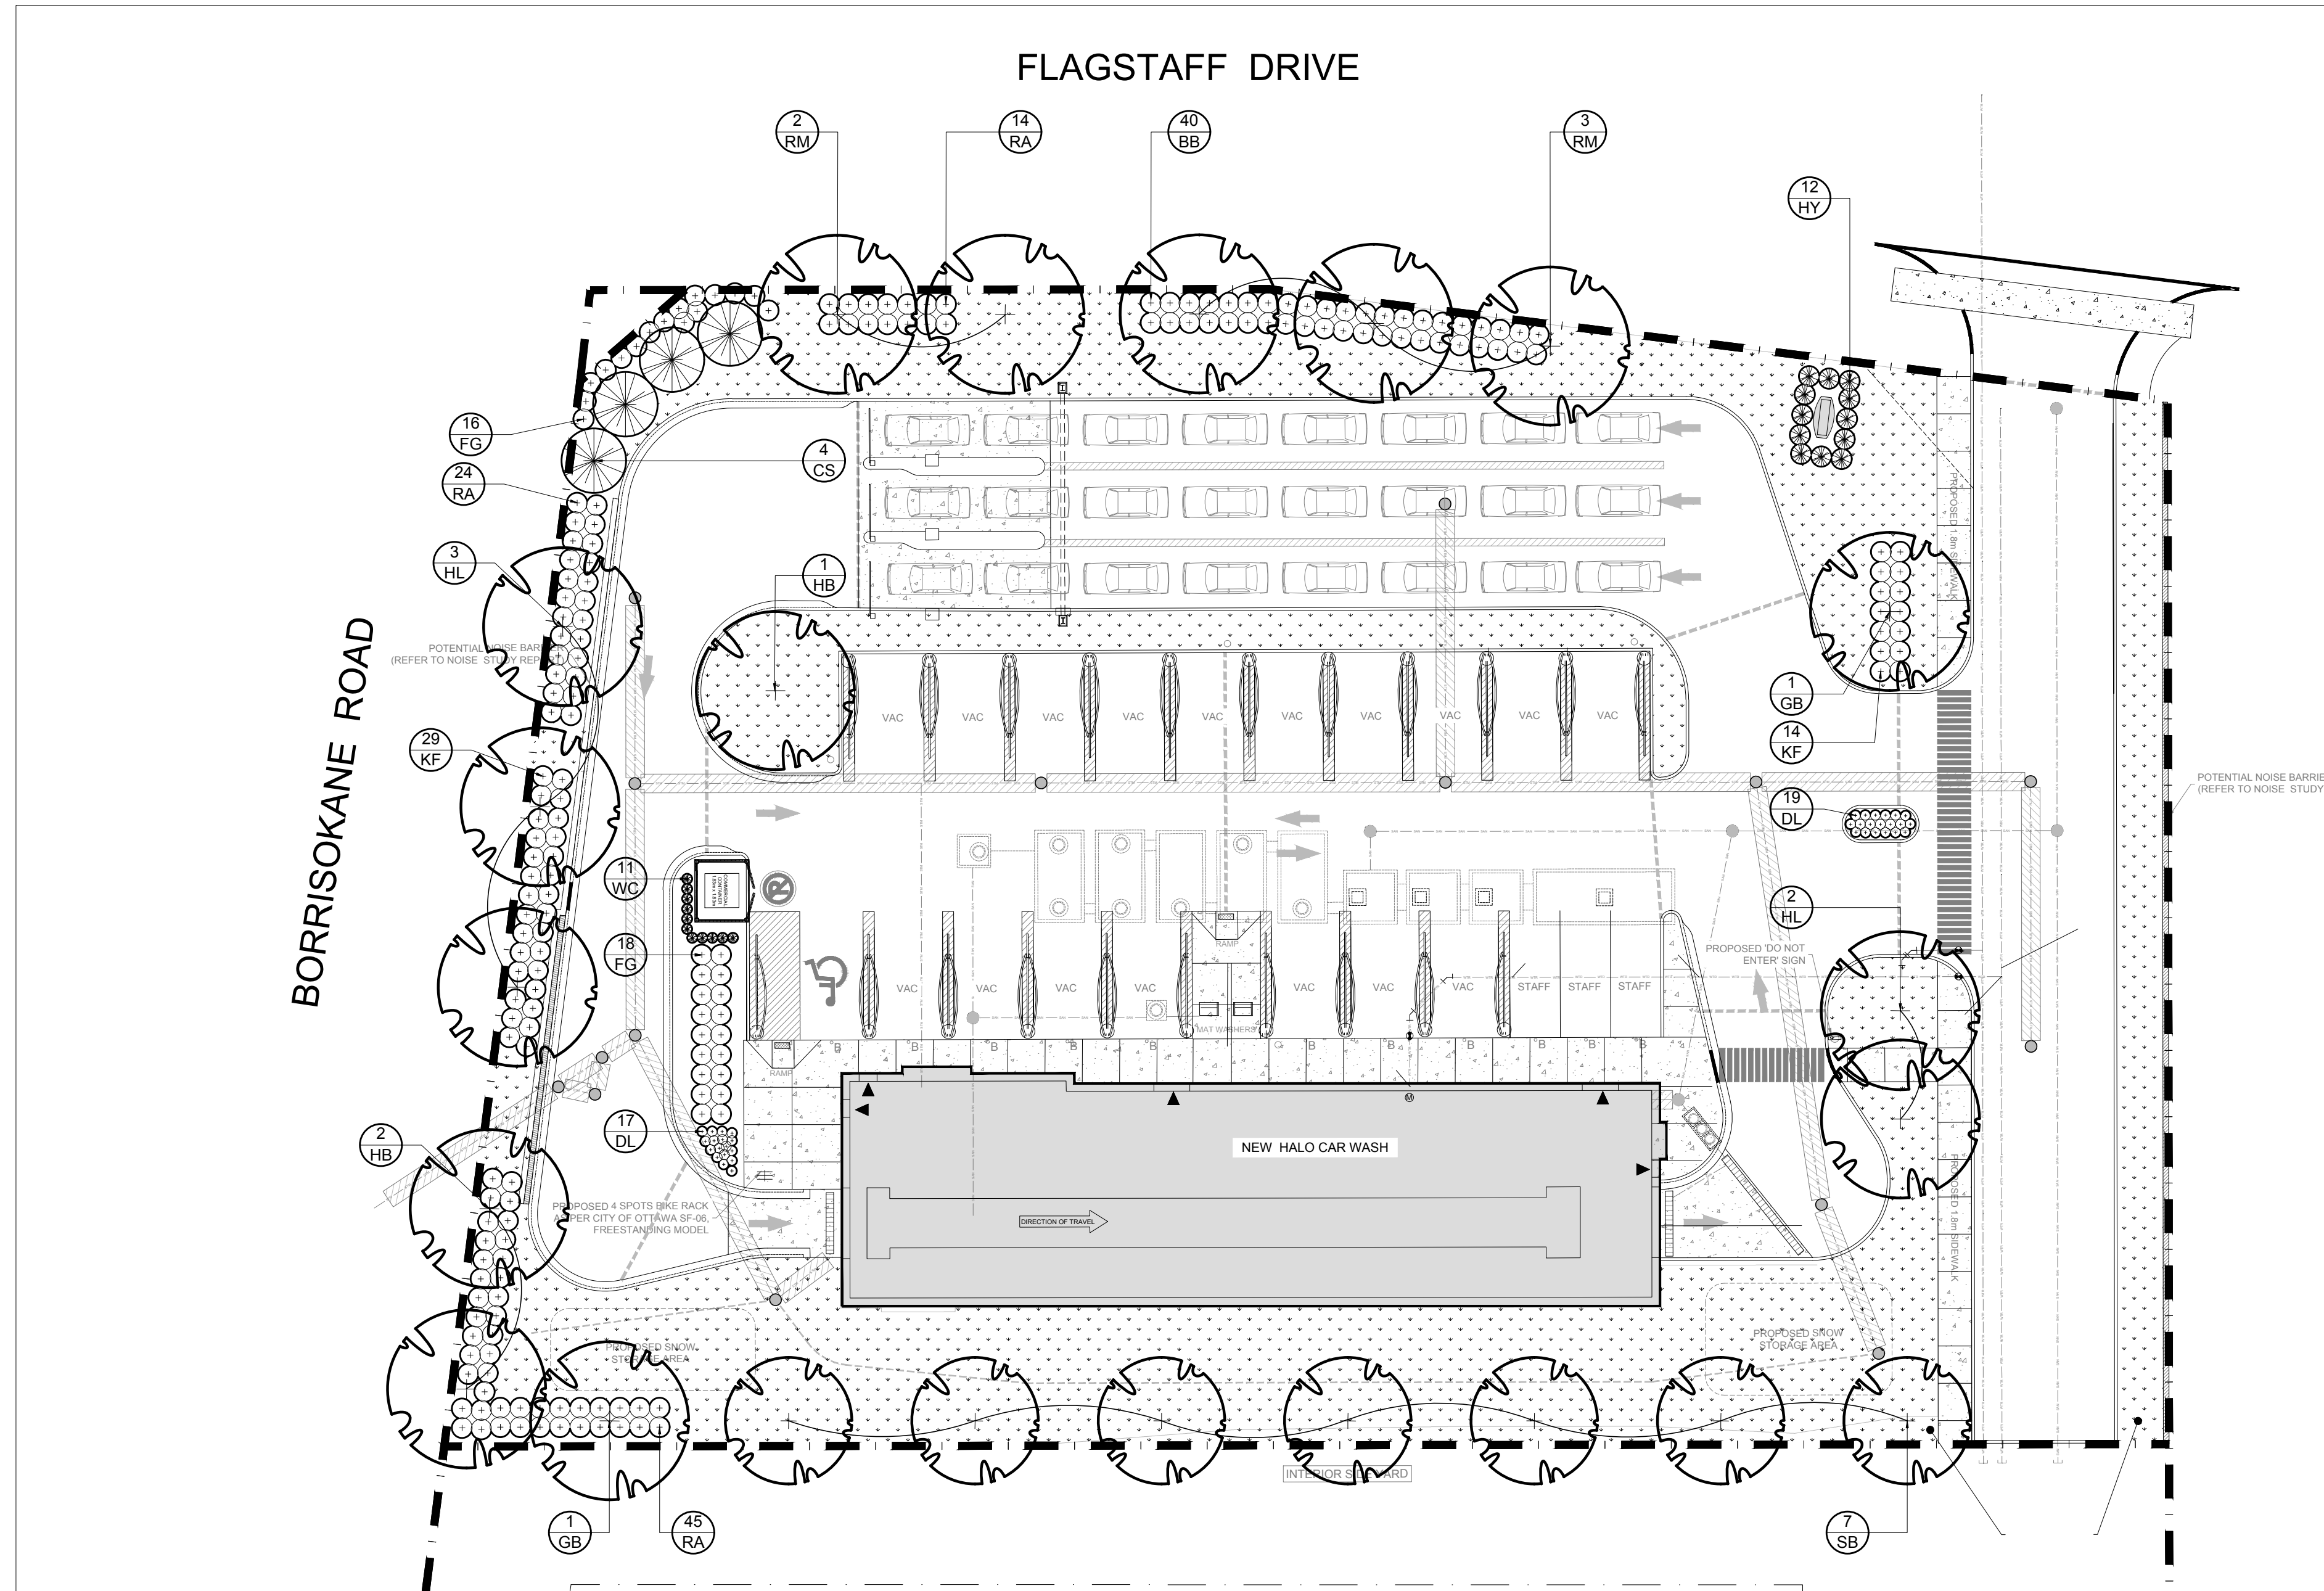 FLAGSTAFF DRIVE
2
RM
14
RA
40
BB
3
RM
12
HY
16
FG
4
CS
24
RA
3
HL
1
HB
PROPOSED 1.8m SIDEWALK
BORRISOKANE ROAD
POTENTIAL NOISE BARRIER
(REFER TO NOISE STUDY REPORT)
1
GB
29
KF
14
KF
VAC
VAC
VAC
VAC
VAC
VAC
VAC
VAC
VAC
VAC
POTENTIAL NOISE BARRIE
(REFER TO NOISE STUDY
19
DL
11
WC
COMMERCIAL
CONTAINER
2
HL
18
FG
RAMP
PROPOSED 'DO NOT
ENTER' SIGN
VAC
VAC
VAC
VAC
VAC
VAC
VAC
STAFF
STAFF
STAFF
MAT WASHERS
B
B
B
B
B
B
B
B
B
B
B
RAMP
M
17
DL
2
HB
NEW HALO CAR WASH
PROPOSED 4 SPOTS BIKE RACK
AS PER CITY OF OTTAWA SF-06,
FREESTANDING MODEL
DIRECTION OF TRAVEL
PROPOSED 1.8m SIDEWALK
PROPOSED SNOW
STORAGE AREA
PROPOSED SNOW
STORAGE AREA
INTERIOR SIDE YARD
1
GB
45
RA
7
SB